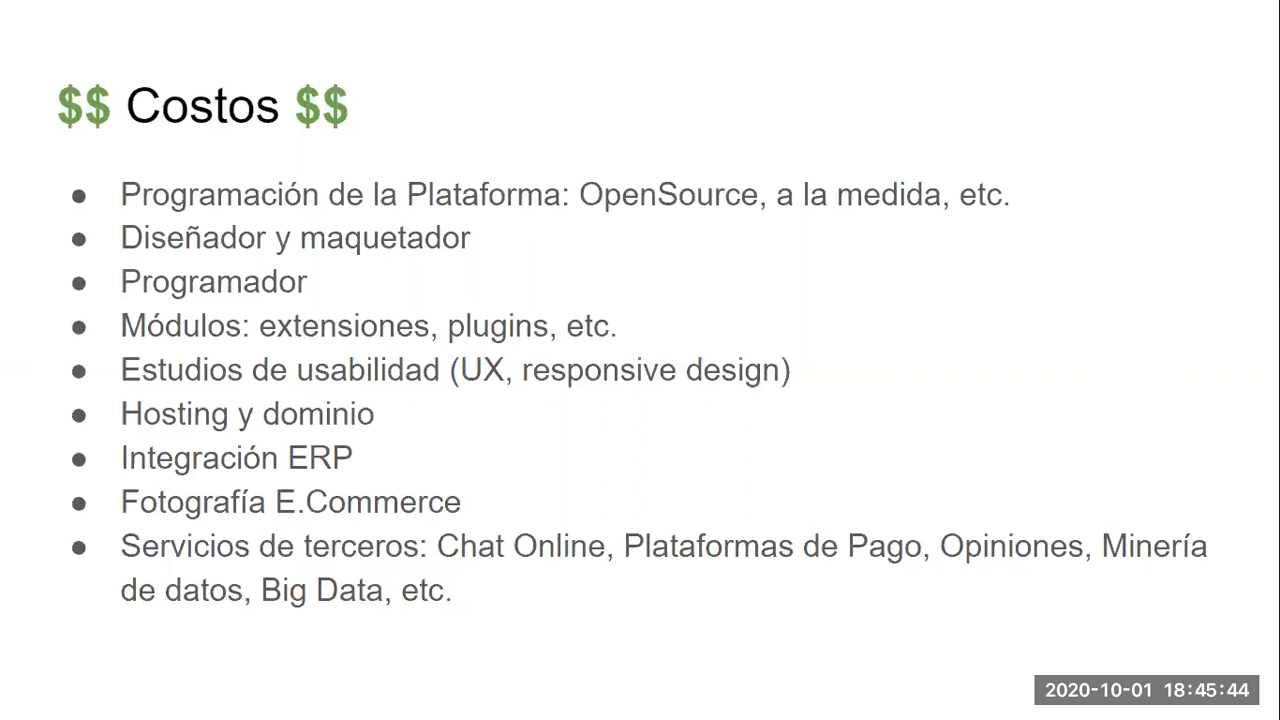 $$ Costos $$
● Programación de la Plataforma: OpenSource, a la medida, etc.
● Diseñador y maquetador
● Programador
● Módulos: extensiones, plugins, etc.
● Estudios de usabilidad (UX, responsive design)
● Hosting y dominio
● Integración ERP
● Fotografía E.Commerce
● Servicios de terceros: Chat Online, Plataformas de Pago, Opiniones, Minería
de datos, Big Data, etc.
2020-10-01 18:45:44